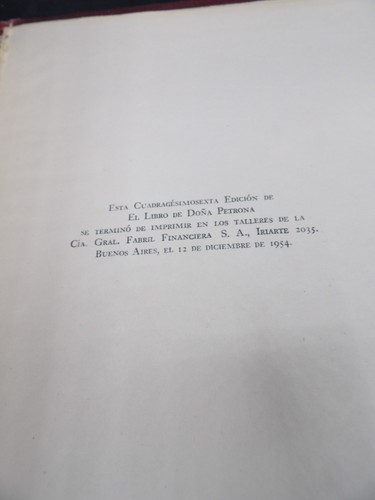 Esta Cuadragésimosexta Edición de
El Libro de Doña Petrona
se terminó de imprimir en los talleres de la
Cía. Gral. Fabril Financiera S. A., Iriarte 2035.
Buenos Aires, el 12 de diciembre de 1954.